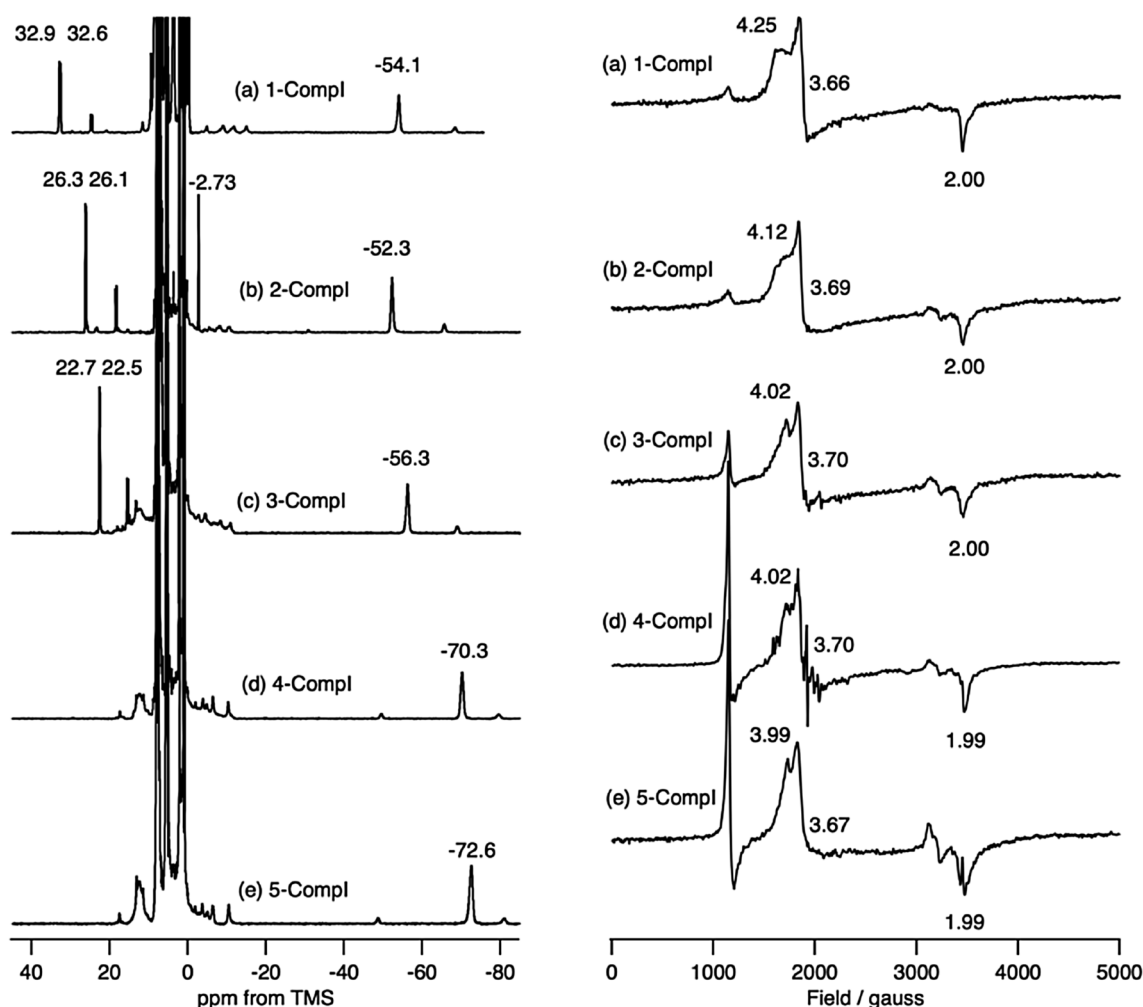 32.9 32.6
-54.1
(a) 1-CompI
26.3 26.1
-2.73
-52.3
(b) 2-CompI
22.7 22.5
-56.3
(c) 3-CompI
-70.3
(d) 4-CompI
-72.6
(e) 5-CompI
40 20 0 -20 -40 -60 -80
ppm from TMS
4.25
(a) 1-CompI
3.66
2.00
4.12
(b) 2-CompI
3.69
2.00
4.02
(c) 3-CompI
3.70
2.00
4.02
(d) 4-CompI
3.70
1.99
3.99
(e) 5-CompI
3.67
1.99
0 1000 2000 3000 4000 5000
Field / gauss